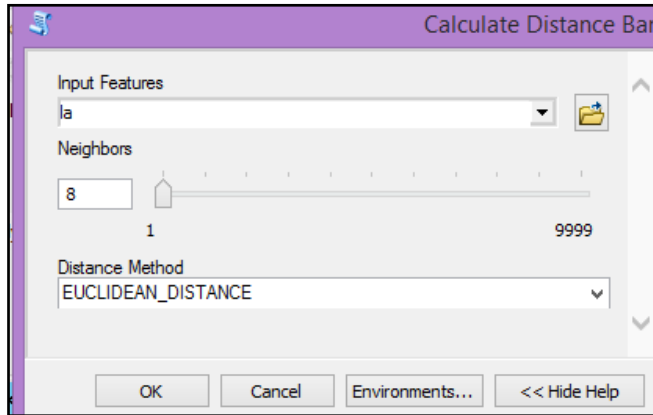 Calculate Distance Bar
Input Features
la
Neighbors
8
1 9999
Distance Method
EUCLIDEAN_DISTANCE
OK Cancel Environments... << Hide Help